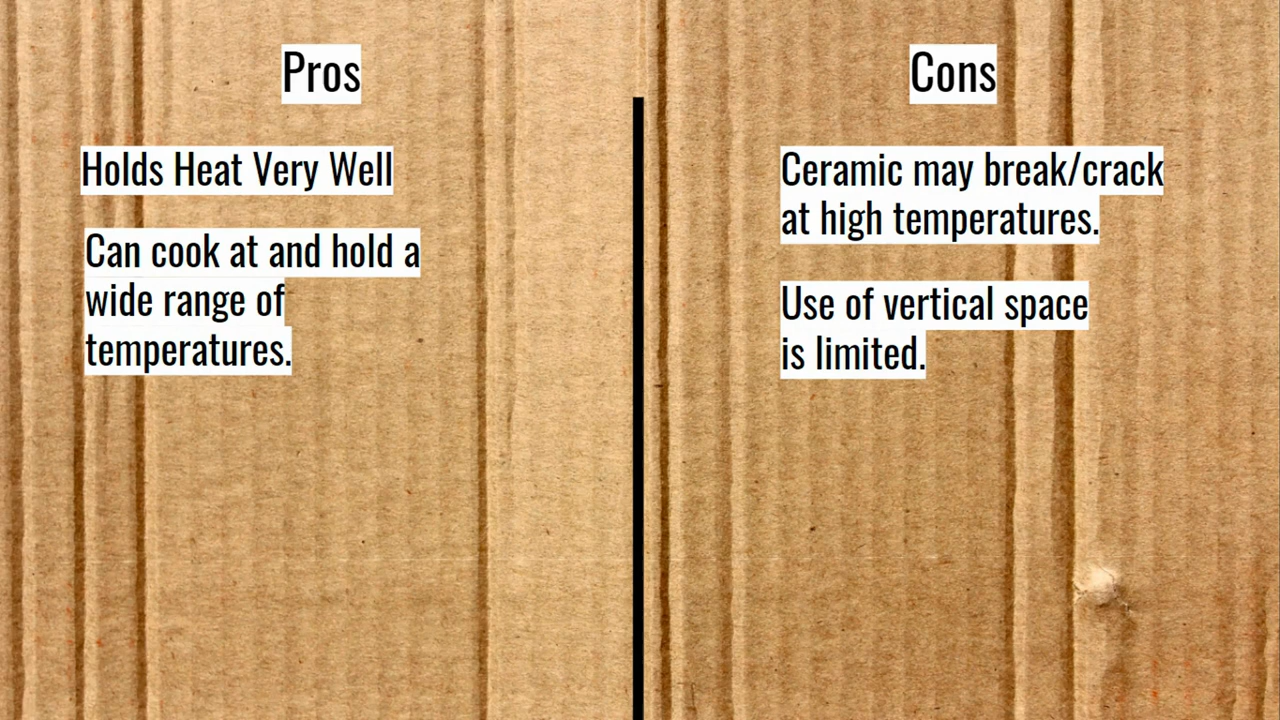 Pros
Holds Heat Very Well
Can cook at and hold a
wide range of
temperatures.
Cons
Ceramic may break/crack
at high temperatures.
Use of vertical space
is limited.